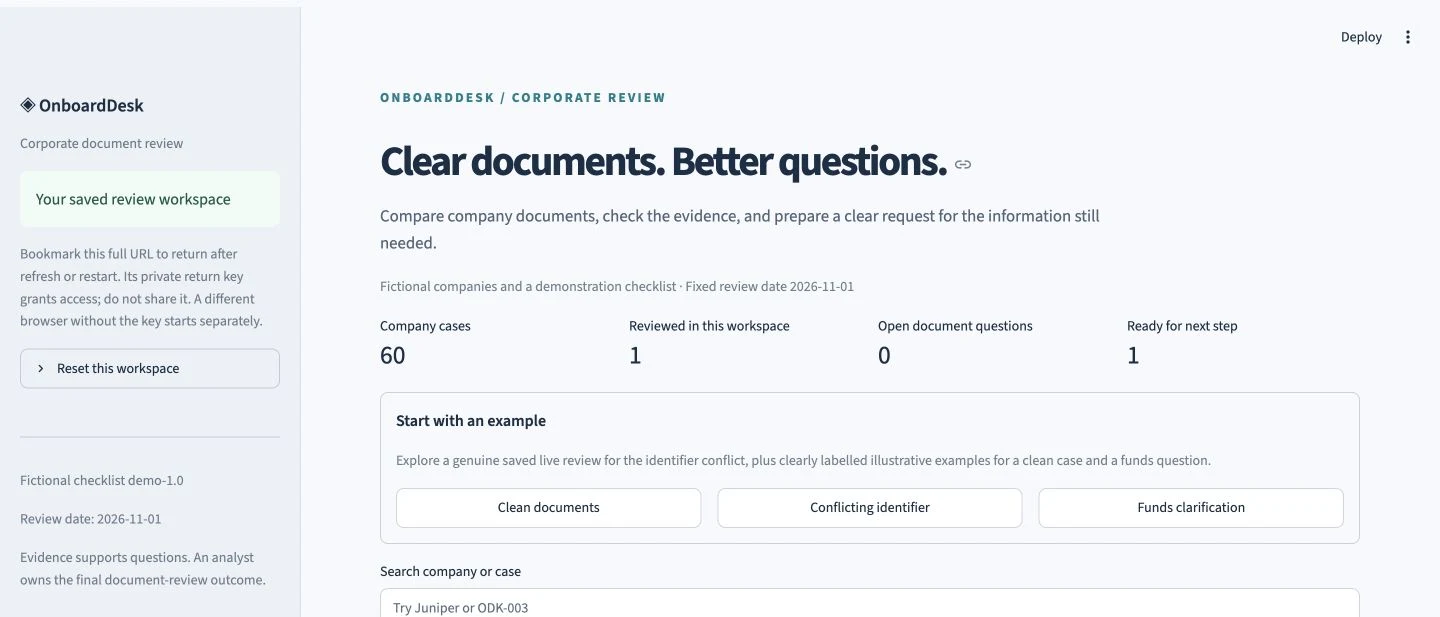 Deploy
◈ OnboardDesk
Corporate document review
Your saved review workspace
Bookmark this full URL to return after
refresh or restart. Its private return key
grants access; do not share it. A different
browser without the key starts separately.
Reset this workspace
Fictional checklist demo-1.0
Review date: 2026-11-01
Evidence supports questions. An analyst
owns the final document-review outcome.
ONBOARDDESK / CORPORATE REVIEW
Clear documents. Better questions.
Compare company documents, check the evidence, and prepare a clear request for the information still
needed.
Fictional companies and a demonstration checklist · Fixed review date 2026-11-01
Company cases
60
Reviewed in this workspace
1
Open document questions
0
Ready for next step
1
Start with an example
Explore a genuine saved live review for the identifier conflict, plus clearly labelled illustrative examples for a clean case and a funds question.
Clean documents
Conflicting identifier
Funds clarification
Search company or case
Try Juniper or ODK-003